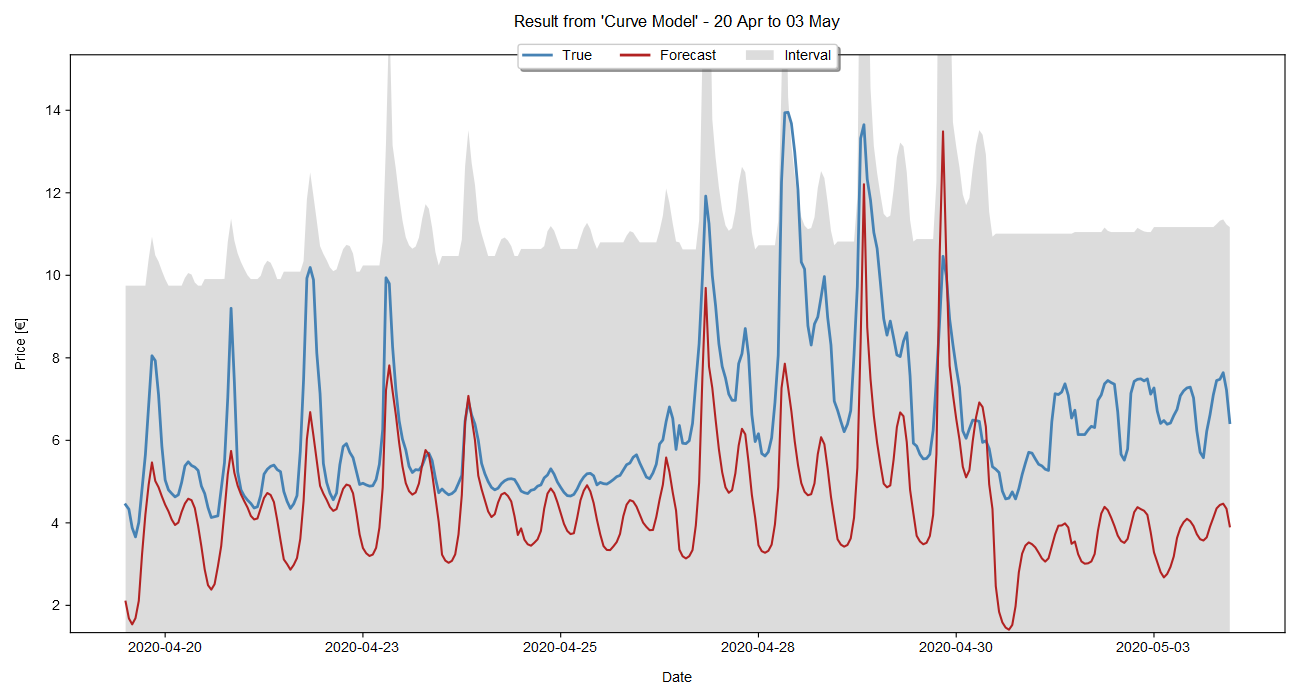 Result from 'Curve Model' - 20 Apr to 03 May
True Forecast Interval
14
12
10
8
6
4
2
Price [€]
2020-04-20 2020-04-23 2020-04-25 2020-04-28 2020-04-30 2020-05-03
Date